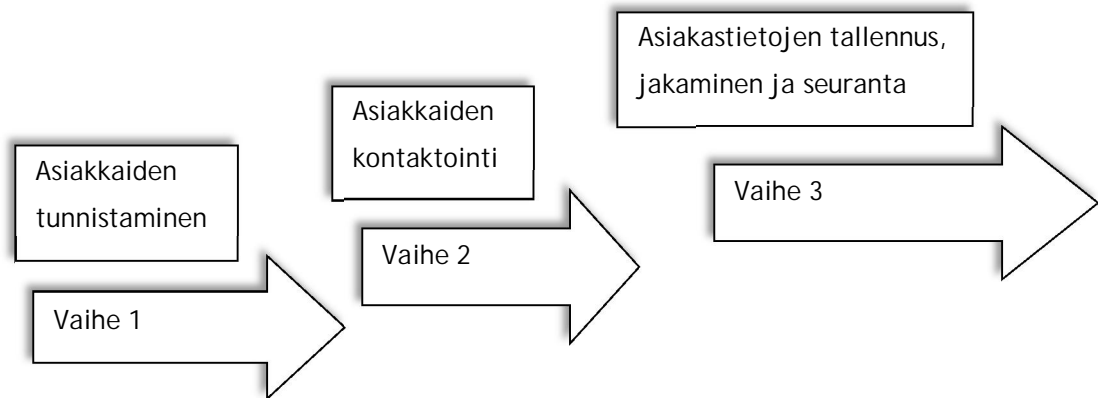 Asiakkaiden
tunnistaminen
Vaihe 1
Asiakkaiden
kontaktointi
Vaihe 2
Asiakastietojen tallennus,
jakaminen ja seuranta
Vaihe 3